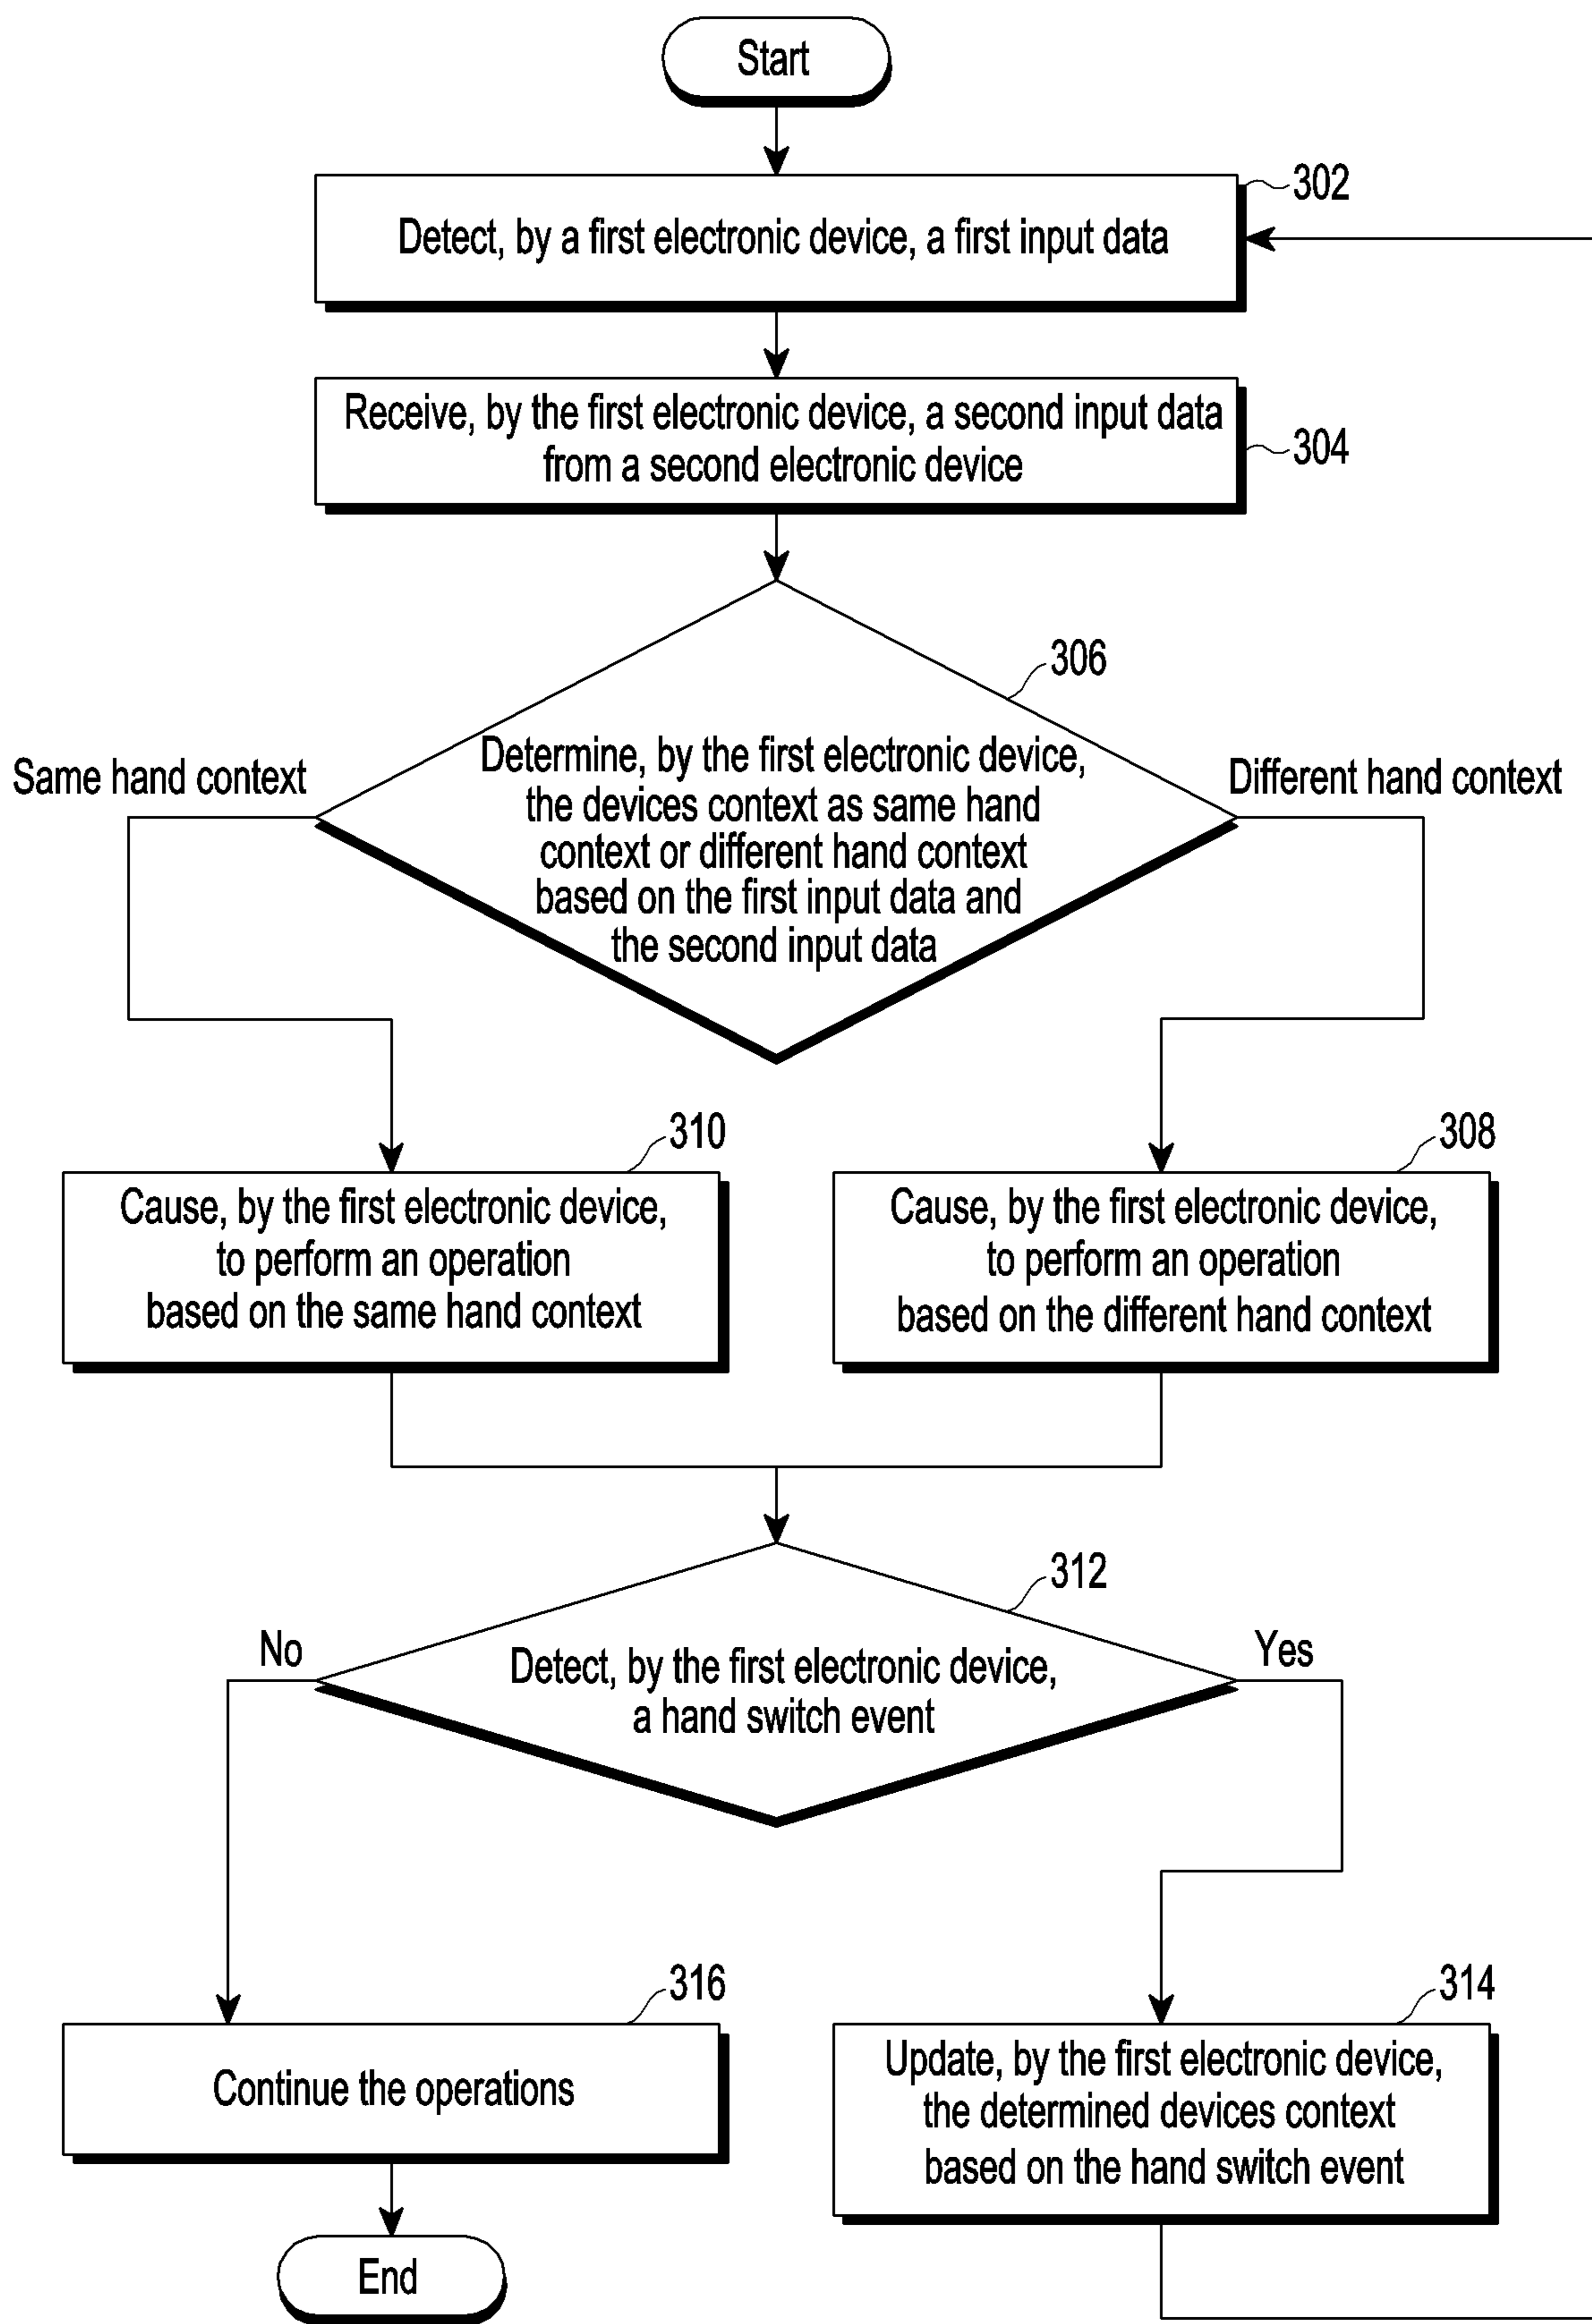 Start
302
Detect, by a first electronic device, a first input data
Receive, by the first electronic device, a second input data
from a second electronic device
304
306
Same hand context
Different hand context
Determine, by the first electronic device,
the devices context as same hand
context or different hand context
based on the first input data and
the second input data
310
308
Cause, by the first electronic device,
to perform an operation
based on the same hand context
Cause, by the first electronic device,
to perform an operation
based on the different hand context
312
No
Yes
Detect, by the first electronic device,
a hand switch event
316
314
Continue the operations
Update, by the first electronic device,
the determined devices context
based on the hand switch event
End